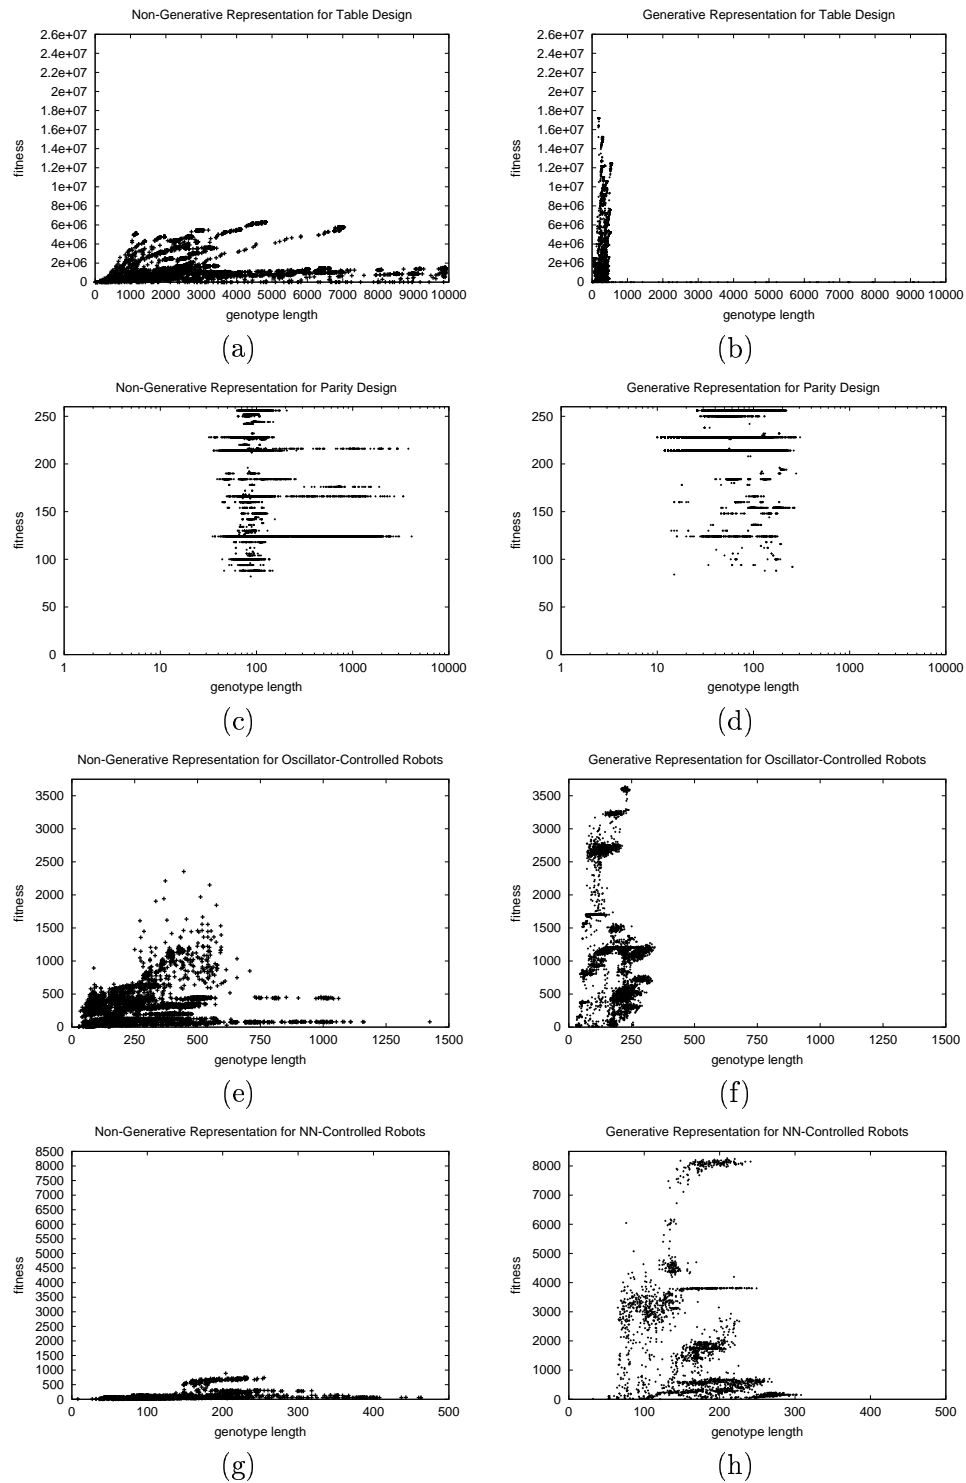 Non-Generative Representation for Table Design
2.6e+07
2.4e+07
2.2e+07
2e+07
1.8e+07
1.6e+07
1.4e+07
1.2e+07
1e+07
8e+06
6e+06
4e+06
2e+06
0
fitness
0 1000 2000 3000 4000 5000 6000 7000 8000 9000 10000
genotype length
(a)
Generative Representation for Table Design
2.6e+07
2.4e+07
2.2e+07
2e+07
1.8e+07
1.6e+07
1.4e+07
1.2e+07
1e+07
8e+06
6e+06
4e+06
2e+06
0
fitness
0 1000 2000 3000 4000 5000 6000 7000 8000 9000 10000
genotype length
(b)
Non-Generative Representation for Parity Design
250
200
150
100
50
0
fitness
1 10 100 1000 10000
genotype length
(c)
Generative Representation for Parity Design
250
200
150
100
50
0
fitness
1 10 100 1000 10000
genotype length
(d)
Non-Generative Representation for Oscillator-Controlled Robots
3500
3000
2500
2000
1500
1000
500
0
fitness
0 250 500 750 1000 1250 1500
genotype length
(e)
Generative Representation for Oscillator-Controlled Robots
3500
3000
2500
2000
1500
1000
500
0
fitness
0 250 500 750 1000 1250 1500
genotype length
(f)
Non-Generative Representation for NN-Controlled Robots
8500
8000
7500
7000
6500
6000
5500
5000
4500
4000
3500
3000
2500
2000
1500
1000
500
0
fitness
0 100 200 300 400 500
genotype length
(g)
Generative Representation for NN-Controlled Robots
8000
7000
6000
5000
4000
3000
2000
1000
0
fitness
0 100 200 300 400 500
genotype length
(h)